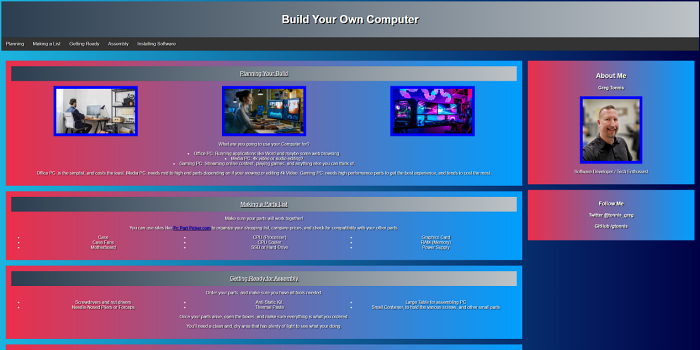 Build Your Own Computer
Planning Making a List Getting Ready Assembly Installing Software
Planning Your Build
What are you going to use your Computer for?
Office PC: Running applications like Word and maybe some web browsing
Media PC: 4k video or audio editing?
Gaming PC: Streaming online content, playing games, and anything else you can think of
Office PC is the simplest, and costs the least. Media PC needs mid to high end parts depending on if your viewing or editing 4k Video. Gaming PC needs high performance parts to get the best experience, and tends to cost the most.
Making a Parts List
Make sure your parts will work together!
You can use sites like Pc Part Picker.com to organize your shopping list, compare prices, and check for compatibility with your other parts.
Case CPU (Processor) Graphics Card
Case Fans CPU Cooler RAM (Memory)
Motherboard SSD or Hard Drive Power Supply
Getting Ready for Assembly
Order your parts, and make sure you have all tools needed
Screwdrivers and nut drivers Anti-Static Kit Large Table for assembling PC
Needle Nosed Pliers or Forceps Thermal Paste Small Container, to hold the various screws, and other small parts
Once your parts arrive, open the boxes, and make sure everything is what you ordered
You'll need a clean and, dry area that has plenty of light to see what your doing
About Me
Greg Tonnis
Software Developer / Tech Enthusiast
Follow Me
Twitter @tonnis_greg
GitHub /gtonnis